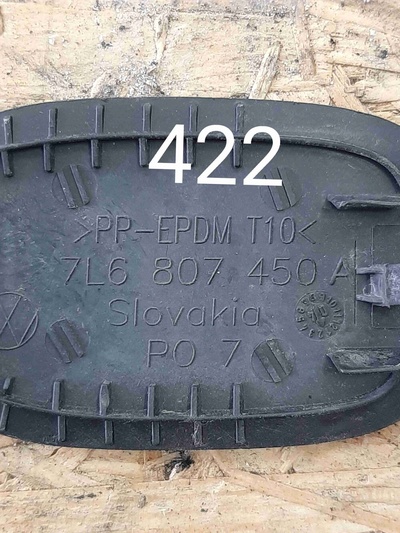 422
>PP-EPDM T10<
7L6 807 450 A
Slovakia
PO 7